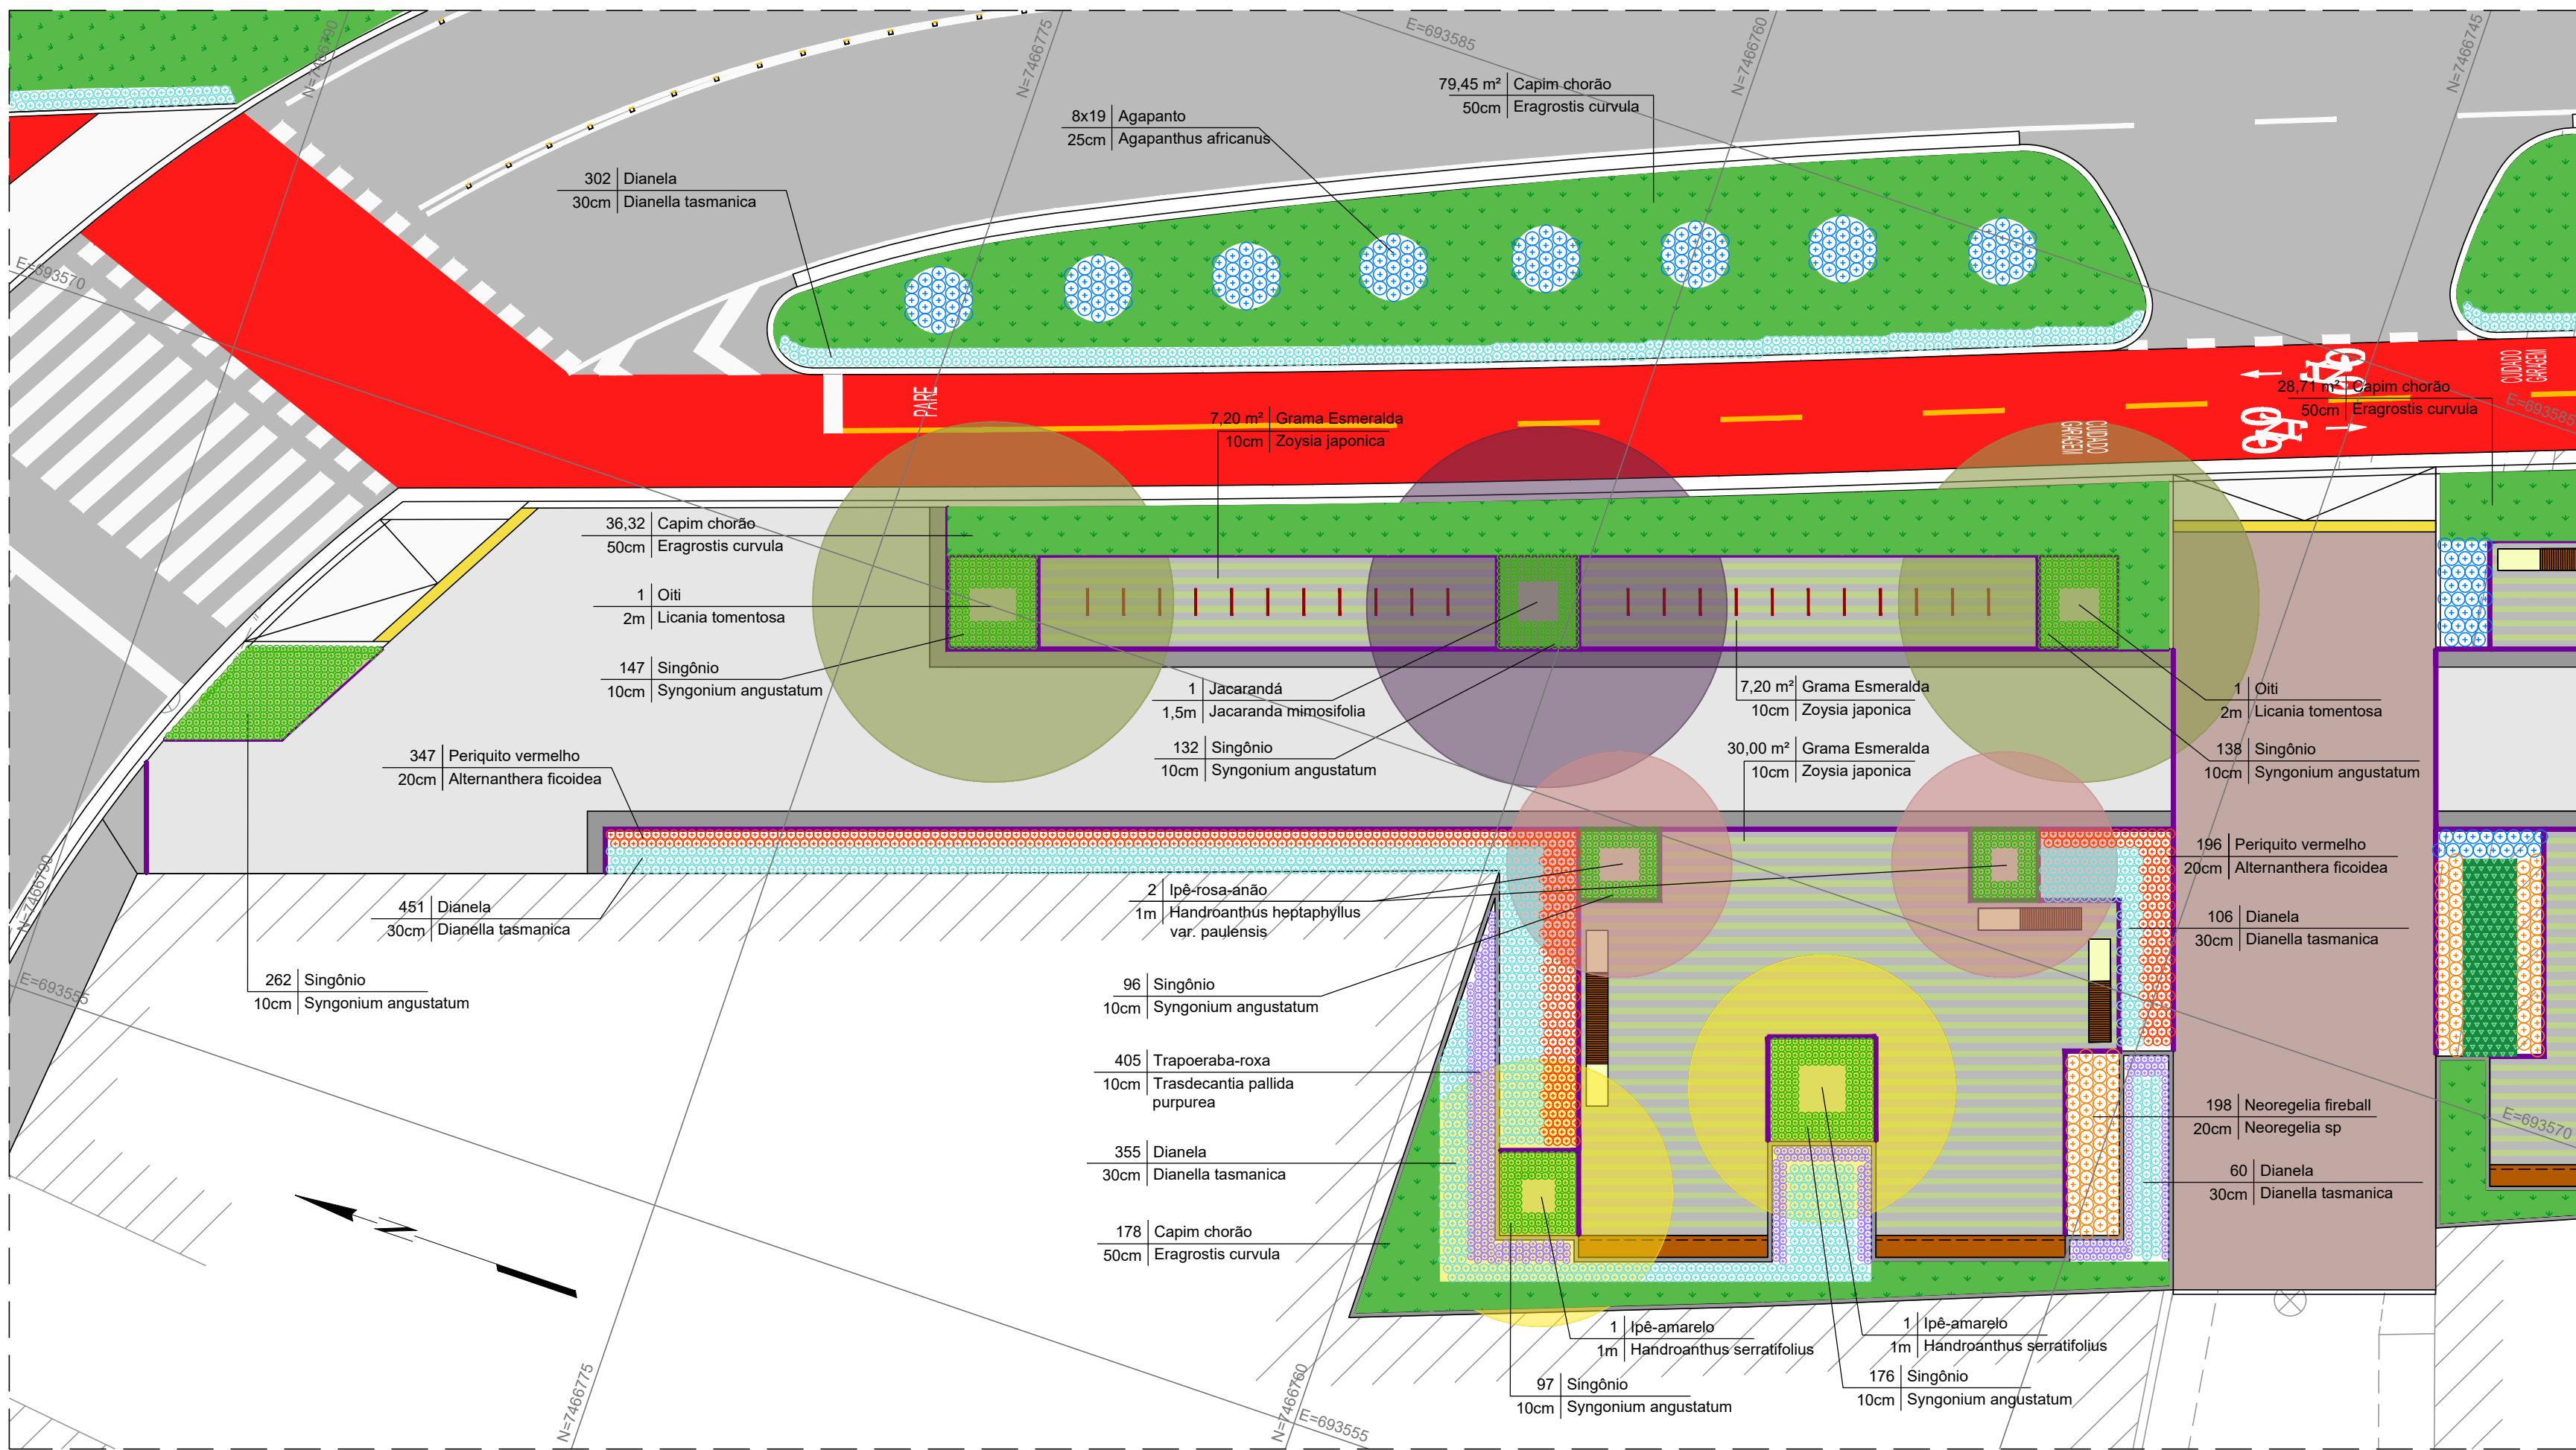 N=7466790
N=7466775
E=693585
N=7466760
N=7466745
79,45 m² Capim chorão
50cm Eragrostis curvula
8x19 Agapanto
25cm Agapanthus africanus
302 Dianela
30cm Dianella tasmanica
E=693570
PARE
7,20 m² Grama Esmeralda
10cm Zoysia japonica
CUIDADO
GARAGEM
CUIDADO
GARAGEM
28,71 m² Capim chorão
50cm Eragrostis curvula
E=693585
36,32 Capim chorão
50cm Eragrostis curvula
1 Oiti
2m Licania tomentosa
147 Singônio
10cm Syngonium angustatum
1 Jacarandá
1,5m Jacaranda mimosifolia
7,20 m² Grama Esmeralda
10cm Zoysia japonica
1 Oiti
2m Licania tomentosa
132 Singônio
10cm Syngonium angustatum
30,00 m² Grama Esmeralda
10cm Zoysia japonica
138 Singônio
10cm Syngonium angustatum
347 Periquito vermelho
20cm Alternanthera ficoidea
196 Periquito vermelho
20cm Alternanthera ficoidea
N=7466790
451 Dianela
30cm Dianella tasmanica
2 Ipê-rosa-anão
1m Handroanthus heptaphyllus
var. paulensis
106 Dianela
30cm Dianella tasmanica
E=693555
262 Singônio
10cm Syngonium angustatum
96 Singônio
10cm Syngonium angustatum
405 Trapoeraba-roxa
10cm Trasdecantia pallida
purpurea
198 Neoregelia fireball
20cm Neoregelia sp
E=693570
355 Dianela
30cm Dianella tasmanica
60 Dianela
30cm Dianella tasmanica
178 Capim chorão
50cm Eragrostis curvula
1 Ipê-amarelo
1m Handroanthus serratifolius
1 Ipê-amarelo
1m Handroanthus serratifolius
97 Singônio
10cm Syngonium angustatum
176 Singônio
10cm Syngonium angustatum
N=7466775
N=7466760
E=693555